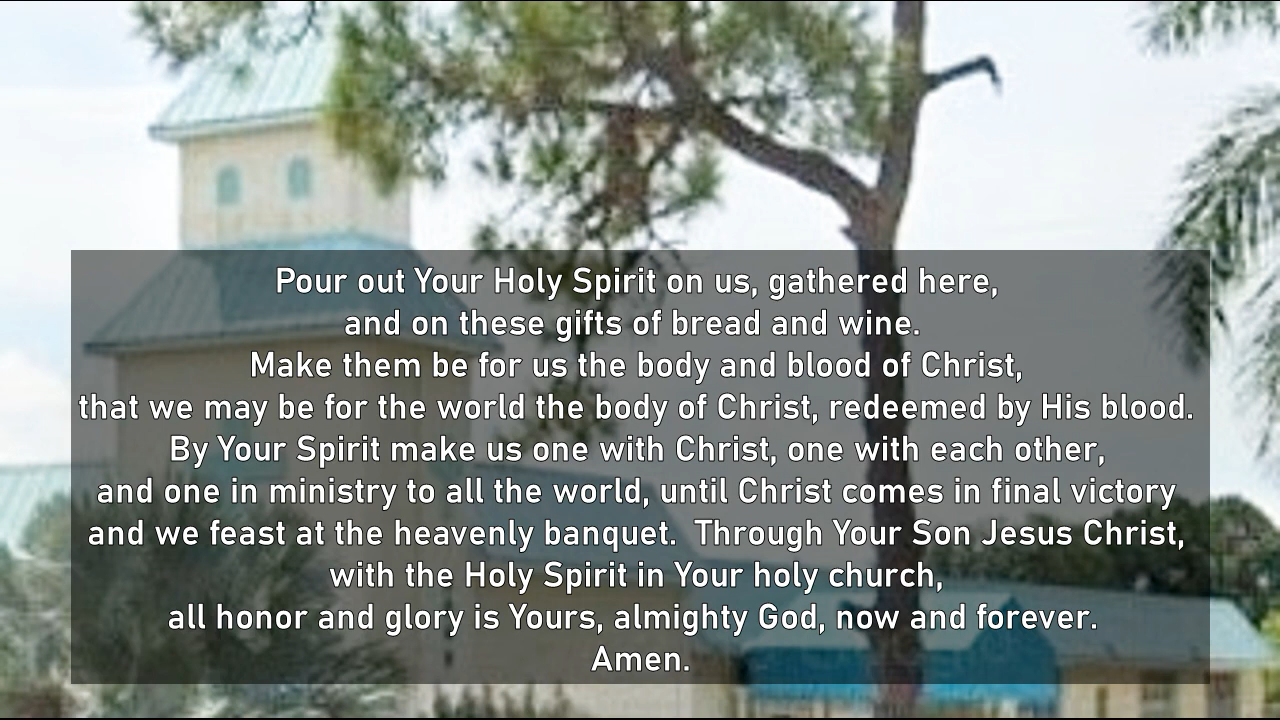 Pour out Your Holy Spirit on us, gathered here,
and on these gifts of bread and wine.
Make them be for us the body and blood of Christ,
that we may be for the world the body of Christ, redeemed by His blood.
By Your Spirit make us one with Christ, one with each other,
and one in ministry to all the world, until Christ comes in final victory
and we feast at the heavenly banquet.  Through Your Son Jesus Christ,
with the Holy Spirit in Your holy church,
all honor and glory is Yours, almighty God, now and forever.
Amen.